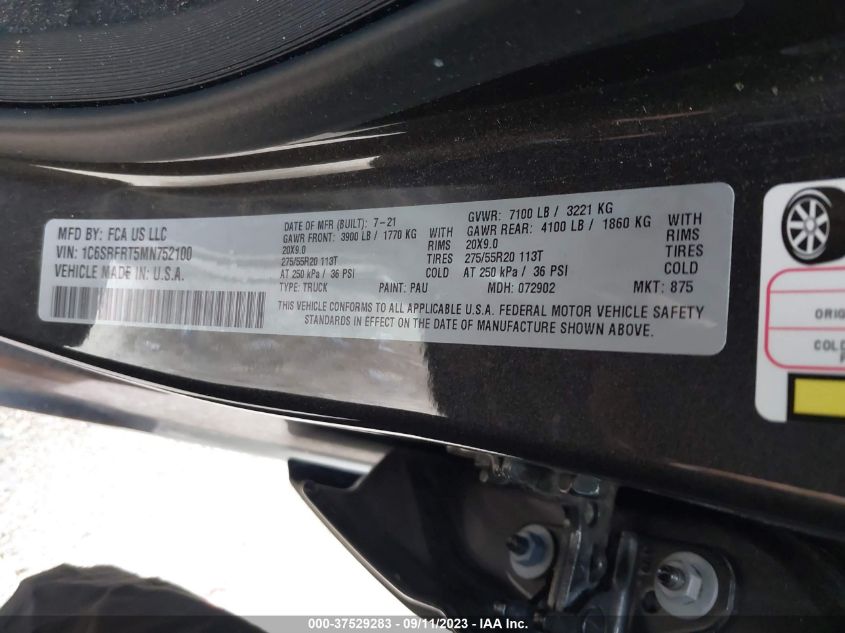 MFD BY: FCA US LLC
VIN: 1C6SRFRT5MN752100
VEHICLE MADE IN: U.S.A.
DATE OF MFR (BUILT): 7-21
GAWR FRONT: 3900 LB / 1770 KG WITH
20X9.0 RIMS
275/55R20 113T TIRES
AT 250 kPa / 36 PSI COLD
TYPE: TRUCK PAINT: PAU
GVWR: 7100 LB / 3221 KG
GAWR REAR: 4100 LB / 1860 KG WITH
20X9.0 RIMS
275/55R20 113T TIRES
AT 250 kPa / 36 PSI COLD
MDH: 072902 MKT: 875
THIS VEHICLE CONFORMS TO ALL APPLICABLE U.S.A. FEDERAL MOTOR VEHICLE SAFETY
STANDARDS IN EFFECT ON THE DATE OF MANUFACTURE SHOWN ABOVE.
COLD
000-37529283 - 09/11/2023 - IAA Inc.